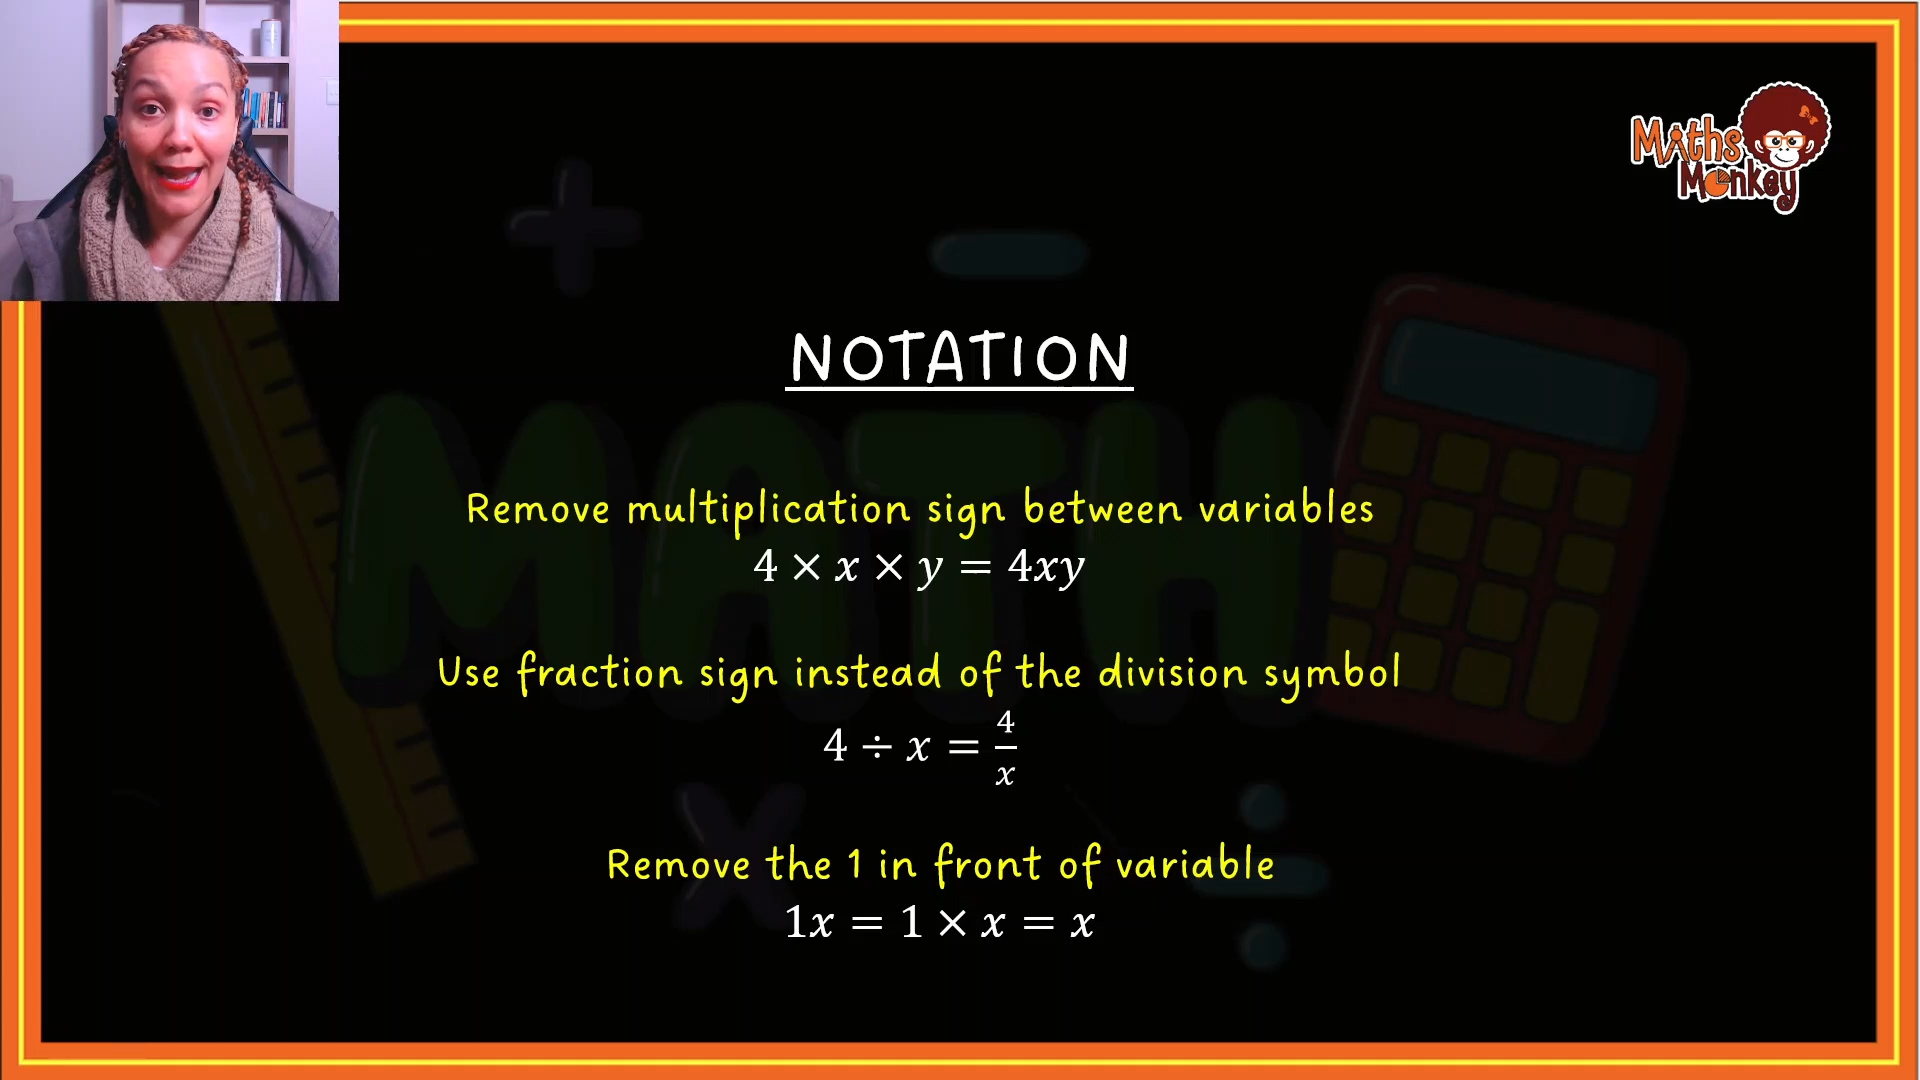 Maths
Monkey
NOTATION
MATH
Remove multiplication sign between variables
4 × x × y = 4xy
Use fraction sign instead of the division symbol
4 ÷ x = 4/x
Remove the 1 in front of variable
1x = 1 × x = x